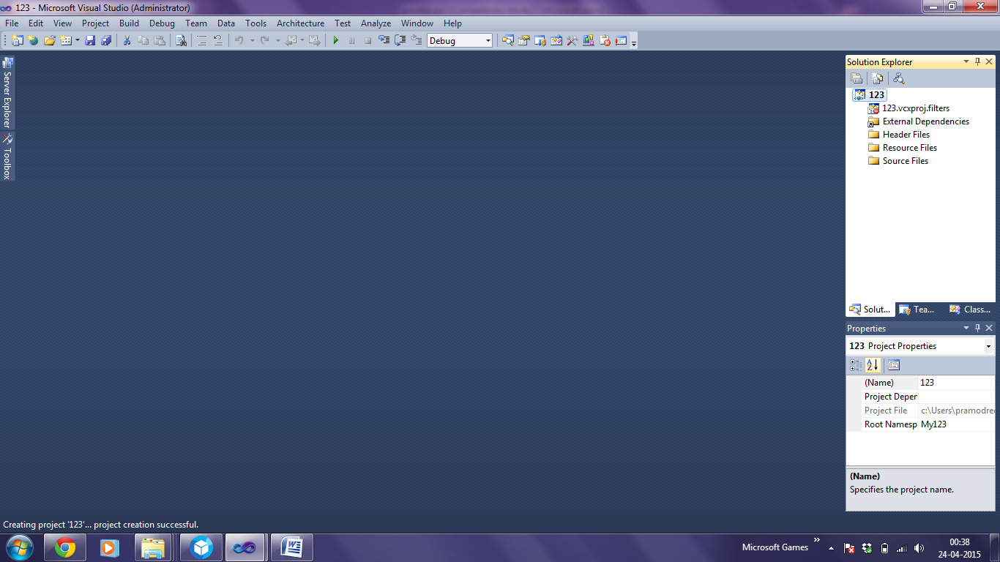 123 - Microsoft Visual Studio (Administrator)
File Edit View Project Build Debug Team Data Tools Architecture Test Analyze Window Help
Debug
Server Explorer
Toolbox
Solution Explorer
123
123.vcxproj.filters
External Dependencies
Header Files
Resource Files
Source Files
Solut... Tea... Class...
Properties
123 Project Properties
(Name) 123
Project Depen
Project File c:\Users\pramodred
Root Namesp My123
(Name)
Specifies the project name.
Creating project '123'... project creation successful.
Microsoft Games
00:38
24-04-2015